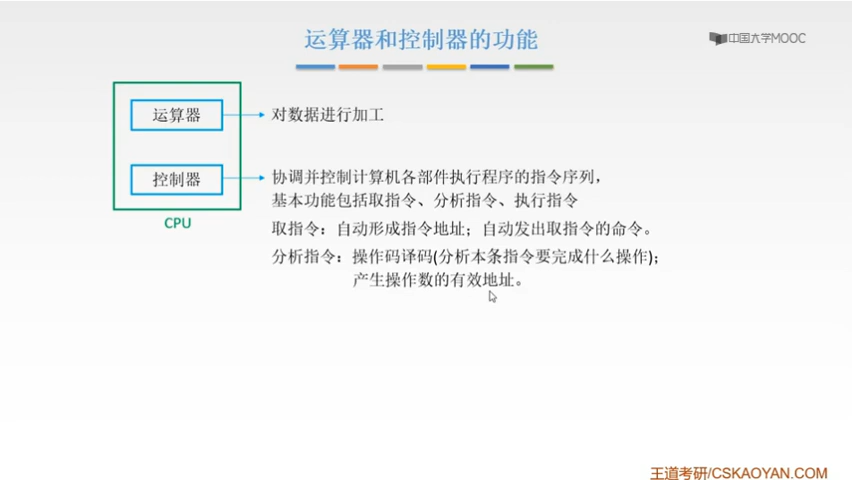 运算器和控制器的功能
中国大学MOOC
运算器
对数据进行加工
控制器
协调并控制计算机各部件执行程序的指令序列，
基本功能包括取指令、分析指令、执行指令
CPU
取指令：自动形成指令地址；自动发出取指令的命令。
分析指令：操作码译码(分析本条指令要完成什么操作)；
产生操作数的有效地址。
王道考研/CSKAOYAN.COM